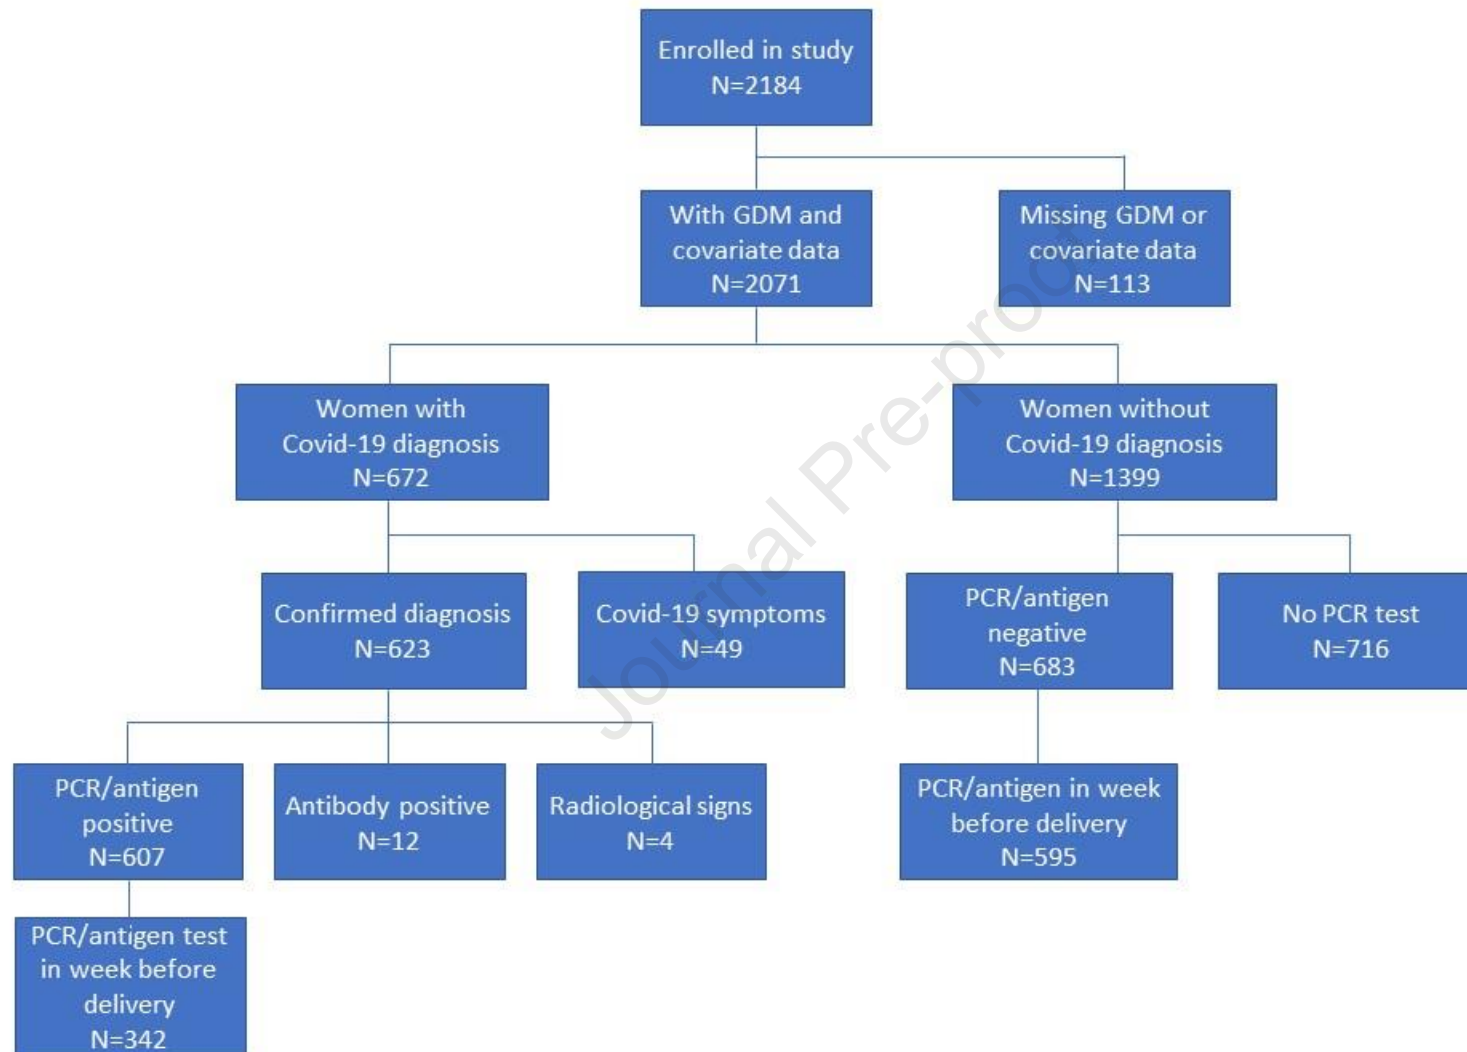 Enrolled in study
N=2184
With GDM and
covariate data
N=2071
Missing GDM or
covariate data
N=113
Women with
Covid-19 diagnosis
N=672
Women without
Covid-19 diagnosis
N=1399
Confirmed diagnosis
N=623
Covid-19 symptoms
N=49
PCR/antigen
negative
N=683
No PCR test
N=716
PCR/antigen
positive
N=607
Antibody positive
N=12
Radiological signs
N=4
PCR/antigen in week
before delivery
N=595
PCR/antigen test
in week before
delivery
N=342
Journal Pre-proof